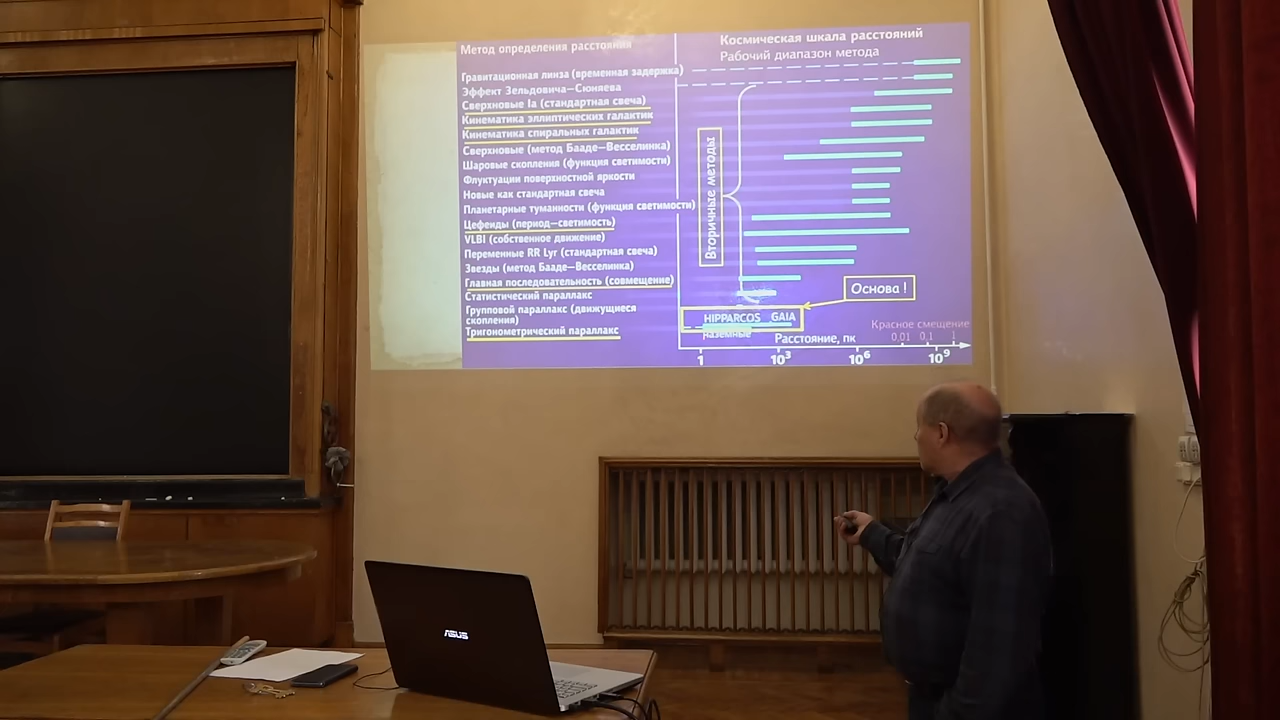 Метод определения расстояния
Космическая шкала расстояний
Рабочий диапазон метода
Гравитационная линза (временная задержка)
Эффект Зельдовича—Сюняева
Сверхновые Ia (стандартная свеча)
Кинематика эллиптических галактик
Кинематика спиральных галактик
Сверхновые (метод Бааде—Весселинка)
Шаровые скопления (функция светимости)
Флуктуации поверхностной яркости
Новые как стандартная свеча
Планетарные туманности (функция светимости)
Цефеиды (период—светимость)
VLBI (собственное движение)
Переменные RR Lyr (стандартная свеча)
Звезды (метод Бааде—Весселинка)
Главная последовательность (совмещение)
Статистический параллакс
Групповой параллакс (движущиеся
скопления)
Тригонометрический параллакс
Вторичные методы
Основа !
HIPPARCOS GAIA
Наземные
Расстояние, пк
Красное смещение
0,01 0,1 1
1 10³ 10⁶ 10⁹
ASUS